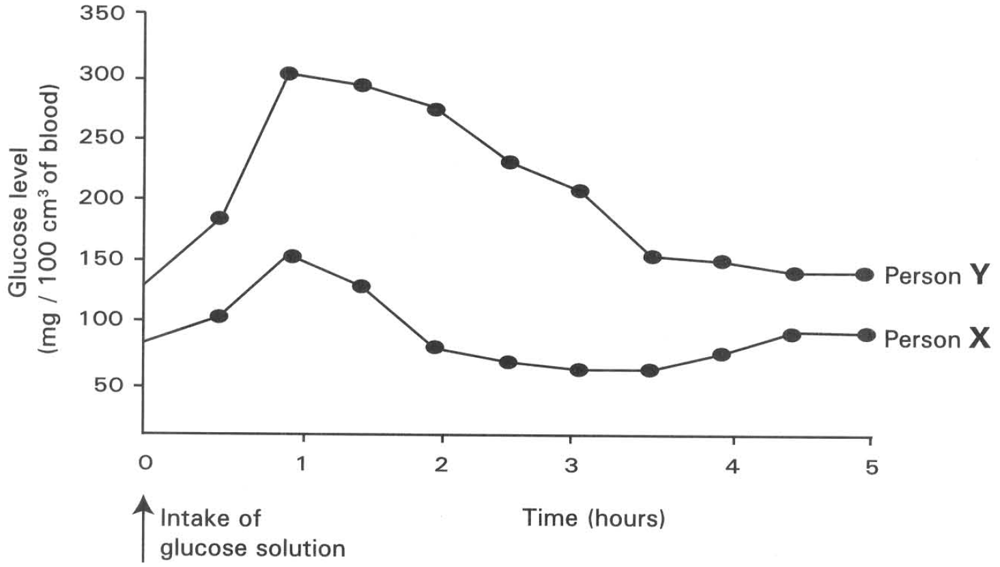 350
300
250
200
150
100
50
Glucose level
(mg / 100 cm³ of blood)
Person Y
Person X
0 1 2 3 4 5
Intake of
glucose solution
Time (hours)